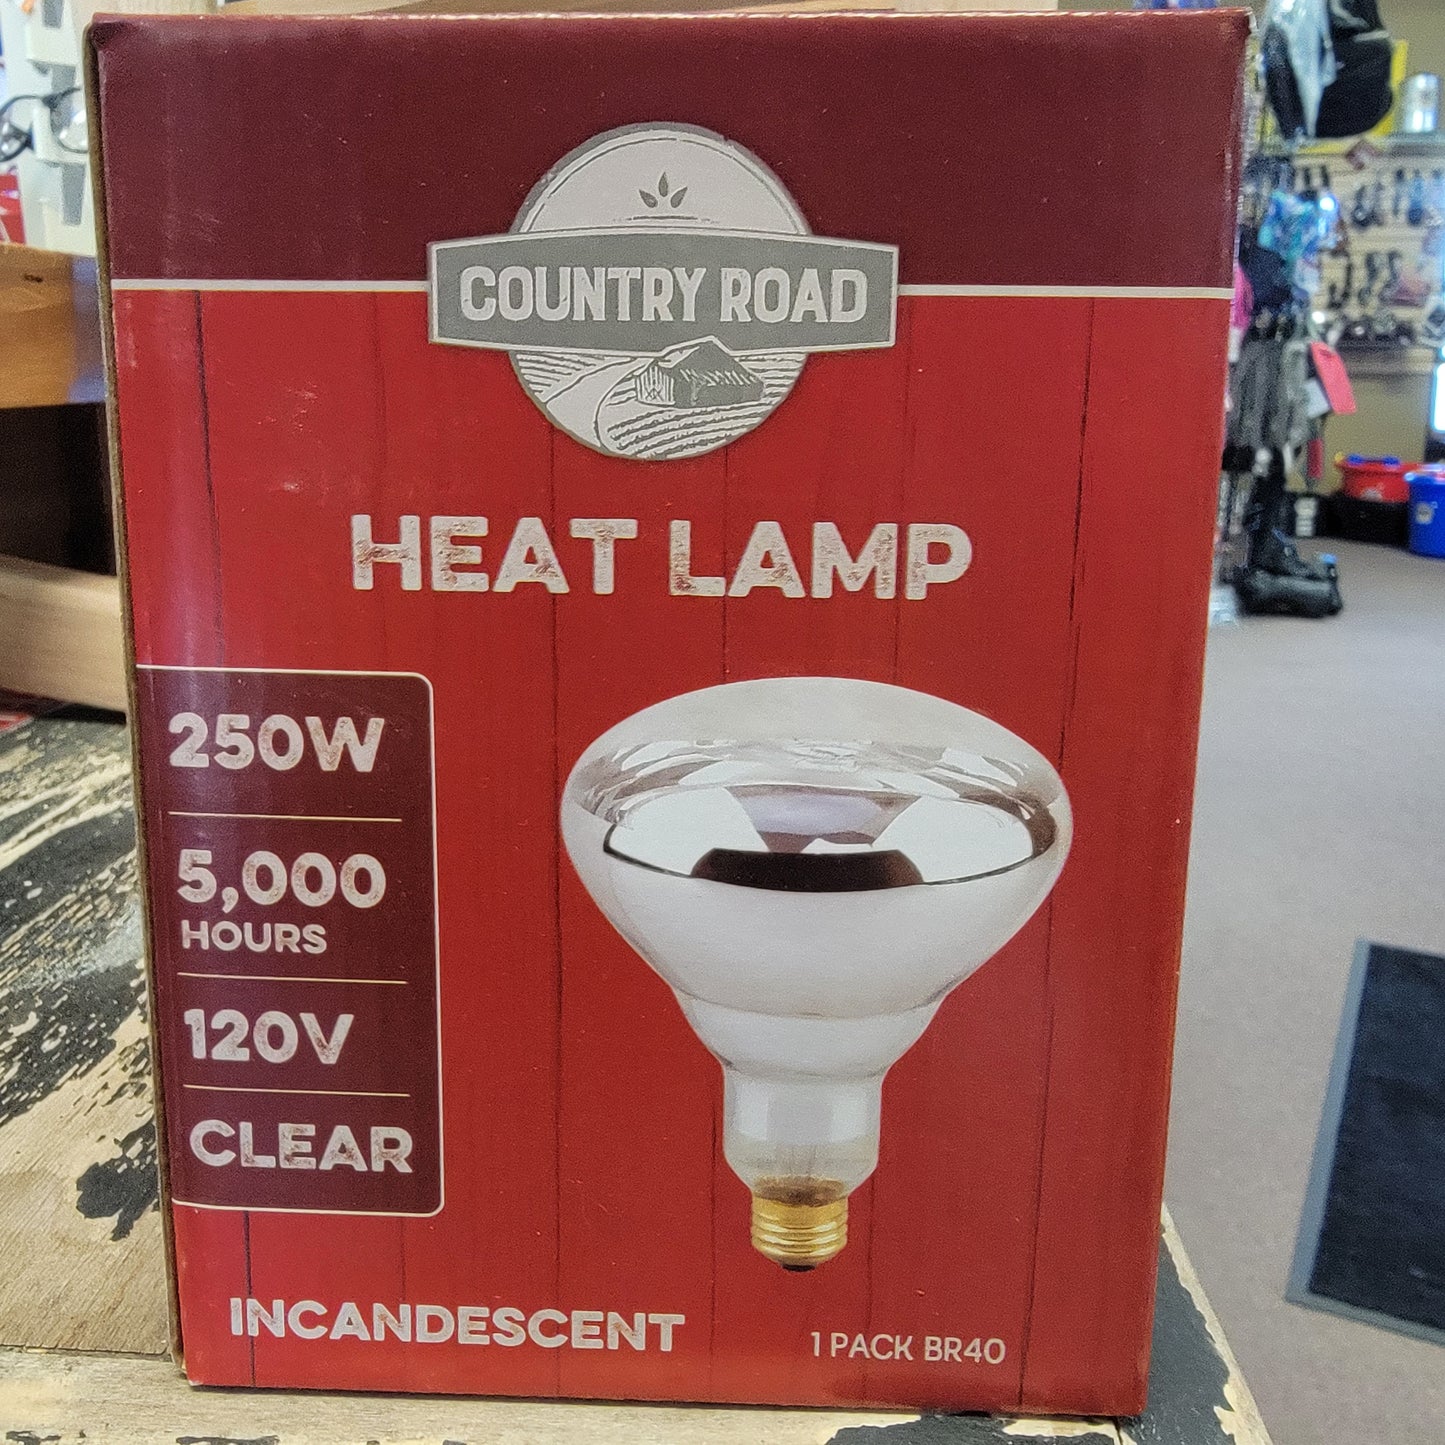 COUNTRY ROAD
HEAT LAMP
250W
5,000
HOURS
120V
CLEAR
INCANDESCENT
1 PACK BR40